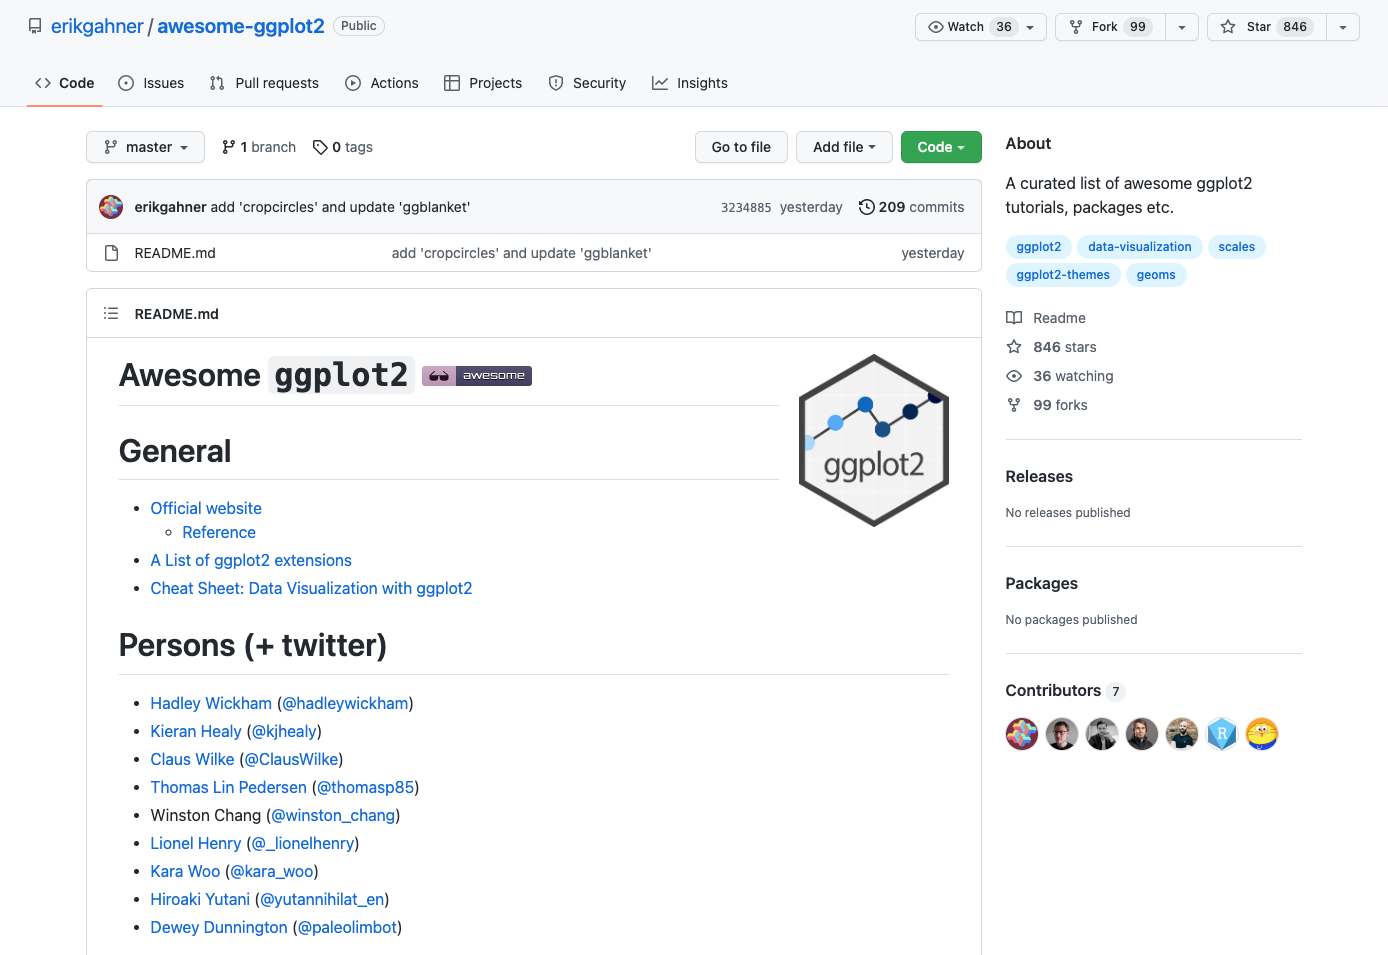 erikgahner / awesome-ggplot2 Public
Watch 36 Fork 99 Star 846
Code Issues Pull requests Actions Projects Security Insights
master 1 branch 0 tags Go to file Add file Code
erikgahner add 'cropcircles' and update 'ggblanket' 3234885 yesterday 209 commits
README.md add 'cropcircles' and update 'ggblanket' yesterday
README.md
Awesome ggplot2 awesome
ggplot2
General
Official website
Reference
A List of ggplot2 extensions
Cheat Sheet: Data Visualization with ggplot2
Persons (+ twitter)
Hadley Wickham (@hadleywickham)
Kieran Healy (@kjhealy)
Claus Wilke (@ClausWilke)
Thomas Lin Pedersen (@thomasp85)
Winston Chang (@winston_chang)
Lionel Henry (@_lionelhenry)
Kara Woo (@kara_woo)
Hiroaki Yutani (@yutannihilat_en)
Dewey Dunnington (@paleolimbot)
About
A curated list of awesome ggplot2
tutorials, packages etc.
ggplot2 data-visualization scales
ggplot2-themes geoms
Readme
846 stars
36 watching
99 forks
Releases
No releases published
Packages
No packages published
Contributors 7
R